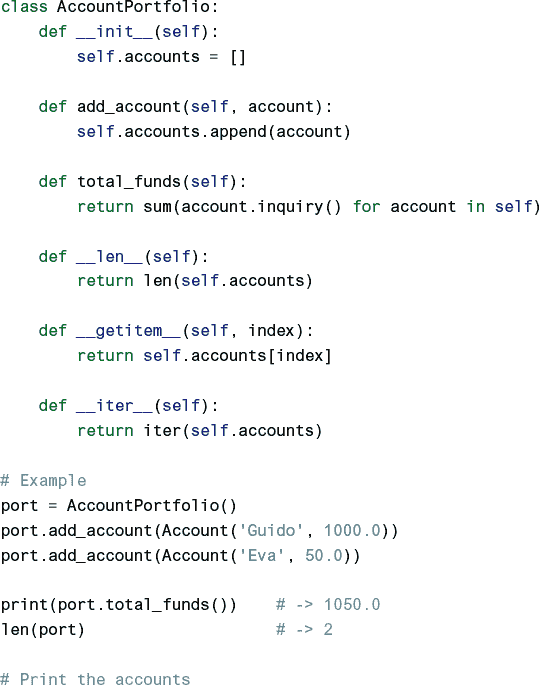 class AccountPortfolio:
    def __init__(self):
        self.accounts = []

    def add_account(self, account):
        self.accounts.append(account)

    def total_funds(self):
        return sum(account.inquiry() for account in self)

    def __len__(self):
        return len(self.accounts)

    def __getitem__(self, index):
        return self.accounts[index]

    def __iter__(self):
        return iter(self.accounts)

# Example
port = AccountPortfolio()
port.add_account(Account('Guido', 1000.0))
port.add_account(Account('Eva', 50.0))

print(port.total_funds())    # -> 1050.0
len(port)                    # -> 2

# Print the accounts